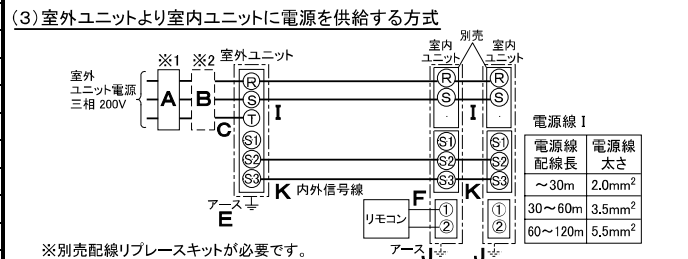 (3)室外ユニットより室内ユニットに電源を供給する方式
別売
※1 ※2 室外ユニット
室内ユニット
室内ユニット
室外
ユニット電源
三相 200V
A B C
R
S
T
S1
S2
S3
I
R
S
S1
S2
S3
I
R
S
S1
S2
S3
K 内外信号線
K
アース
E
F
リモコン
①
②
①
②
アース J J
※別売配線リプレースキットが必要です。
電源線 I
電源線配線長 電源線太さ
～30m 2.0mm²
30～60m 3.5mm²
60～120m 5.5mm²